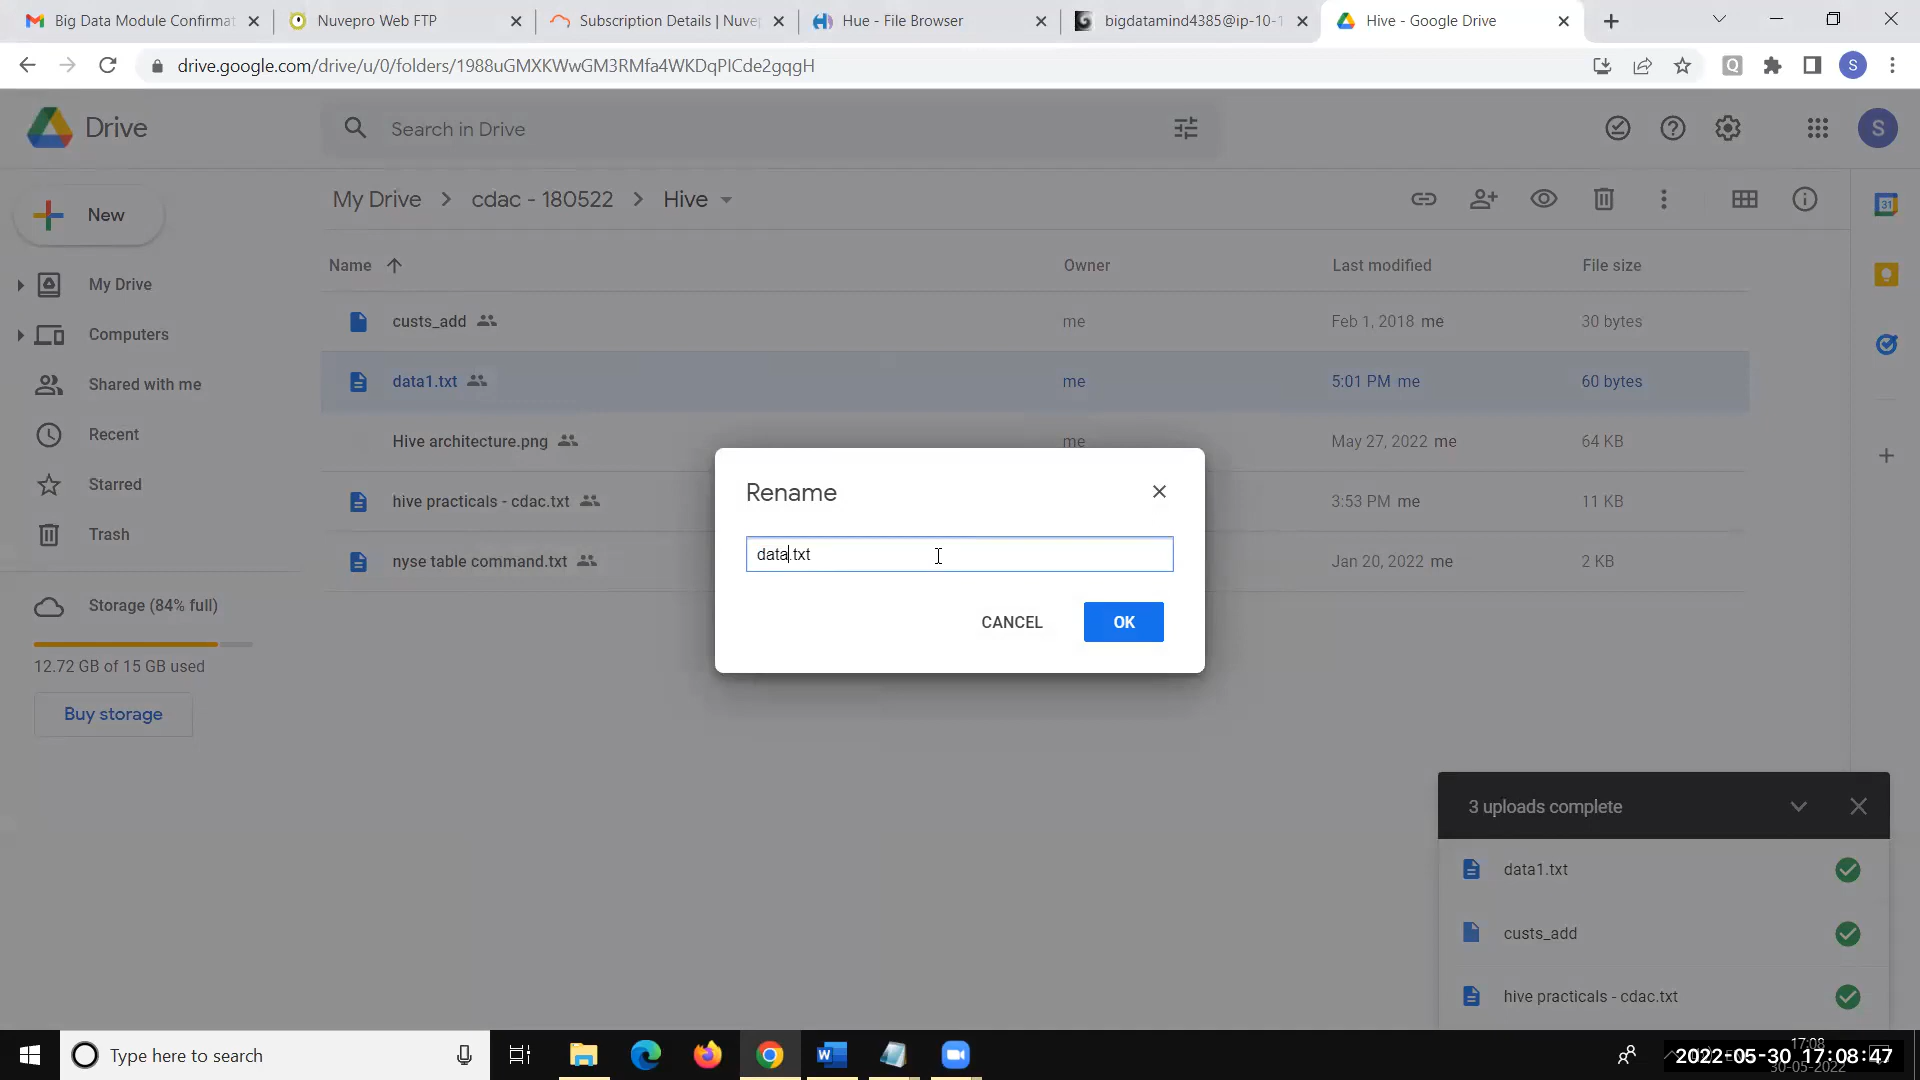 Big Data Module Confirmat
Nuvepro Web FTP
Subscription Details | Nuve
Hue - File Browser
bigdatamind4385@ip-10-1
Hive - Google Drive
drive.google.com/drive/u/0/folders/1988uGMXKWwGM3RMfa4WKDqPlCde2gqgH
Q
S
Drive
Search in Drive
S
New
My Drive
Computers
Shared with me
Recent
Starred
Trash
Storage (84% full)
12.72 GB of 15 GB used
Buy storage
My Drive > cdac - 180522 > Hive
31
Name Owner Last modified File size
custs_add me Feb 1, 2018 me 30 bytes
data1.txt me 5:01 PM me 60 bytes
Hive architecture.png me May 27, 2022 me 64 KB
hive practicals - cdac.txt 3:53 PM me 11 KB
nyse table command.txt Jan 20, 2022 me 2 KB
Rename
data.txt
CANCEL OK
3 uploads complete
data1.txt
custs_add
hive practicals - cdac.txt
Type here to search
17:08
2022-05-30 17:08:47
30-05-2022